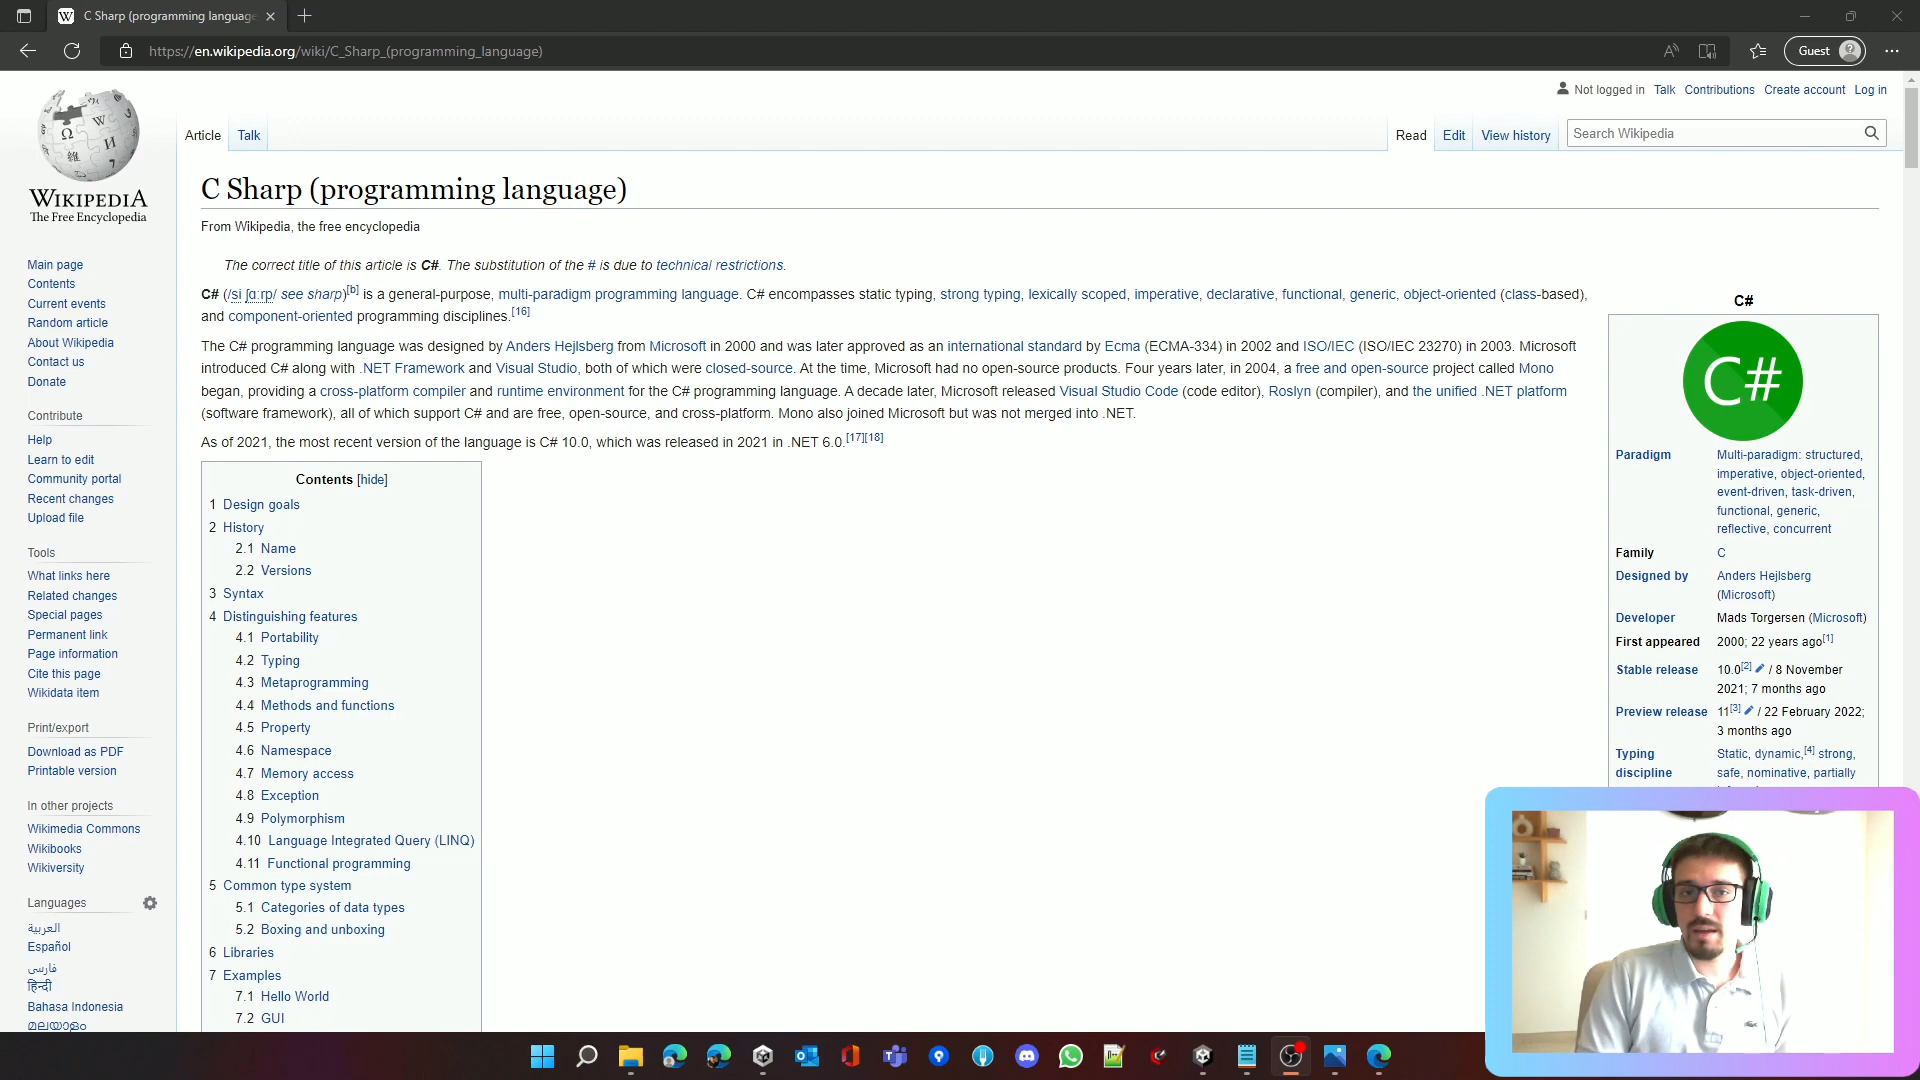 C Sharp (programming language
https://en.wikipedia.org/wiki/C_Sharp_(programming_language)
Guest
Not logged in Talk Contributions Create account Log in
Article Talk
Read Edit View history Search Wikipedia
WIKIPEDIA
The Free Encyclopedia
Main page
Contents
Current events
Random article
About Wikipedia
Contact us
Donate
Contribute
Help
Learn to edit
Community portal
Recent changes
Upload file
Tools
What links here
Related changes
Special pages
Permanent link
Page information
Cite this page
Wikidata item
Print/export
Download as PDF
Printable version
In other projects
Wikimedia Commons
Wikibooks
Wikiversity
Languages
العربية
Español
فارسی
हिन्दी
Bahasa Indonesia
മലയാളം
C Sharp (programming language)
From Wikipedia, the free encyclopedia
The correct title of this article is C#. The substitution of the # is due to technical restrictions.
C# (/si ʃɑːrp/ see sharp)[b] is a general-purpose, multi-paradigm programming language. C# encompasses static typing, strong typing, lexically scoped, imperative, declarative, functional, generic, object-oriented (class-based),
and component-oriented programming disciplines.[16]
The C# programming language was designed by Anders Hejlsberg from Microsoft in 2000 and was later approved as an international standard by Ecma (ECMA-334) in 2002 and ISO/IEC (ISO/IEC 23270) in 2003. Microsoft
introduced C# along with .NET Framework and Visual Studio, both of which were closed-source. At the time, Microsoft had no open-source products. Four years later, in 2004, a free and open-source project called Mono
began, providing a cross-platform compiler and runtime environment for the C# programming language. A decade later, Microsoft released Visual Studio Code (code editor), Roslyn (compiler), and the unified .NET platform
(software framework), all of which support C# and are free, open-source, and cross-platform. Mono also joined Microsoft but was not merged into .NET.
As of 2021, the most recent version of the language is C# 10.0, which was released in 2021 in .NET 6.0.[17][18]
Contents [hide]
1 Design goals
2 History
2.1 Name
2.2 Versions
3 Syntax
4 Distinguishing features
4.1 Portability
4.2 Typing
4.3 Metaprogramming
4.4 Methods and functions
4.5 Property
4.6 Namespace
4.7 Memory access
4.8 Exception
4.9 Polymorphism
4.10 Language Integrated Query (LINQ)
4.11 Functional programming
5 Common type system
5.1 Categories of data types
5.2 Boxing and unboxing
6 Libraries
7 Examples
7.1 Hello World
7.2 GUI
C#
C#
Paradigm Multi-paradigm: structured,
imperative, object-oriented,
event-driven, task-driven,
functional, generic,
reflective, concurrent
Family C
Designed by Anders Hejlsberg
(Microsoft)
Developer Mads Torgersen (Microsoft)
First appeared 2000; 22 years ago[1]
Stable release 10.0[2] / 8 November
2021; 7 months ago
Preview release 11[3] / 22 February 2022;
3 months ago
Typing Static, dynamic,[4] strong,
discipline safe, nominative, partially